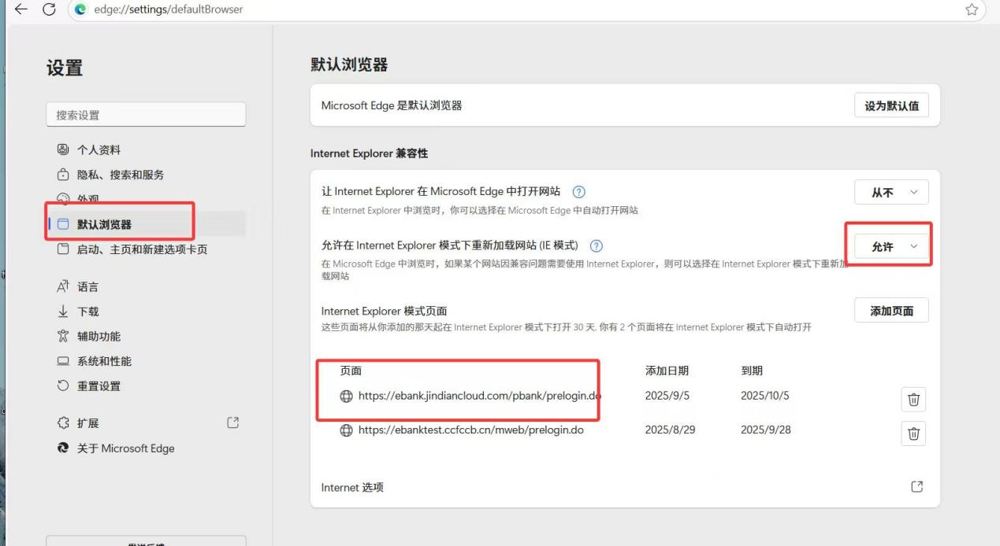 edge://settings/defaultBrowser
设置
搜索设置
个人资料
隐私、搜索和服务
外观
默认浏览器
启动、主页和新建选项卡页
语言
下载
辅助功能
系统和性能
重置设置
扩展
关于 Microsoft Edge
发送反馈
默认浏览器
Microsoft Edge 是默认浏览器
设为默认值
Internet Explorer 兼容性
让 Internet Explorer 在 Microsoft Edge 中打开网站
从不
在 Internet Explorer 中浏览时，你可以选择在 Microsoft Edge 中自动打开网站
允许在 Internet Explorer 模式下重新加载网站 (IE 模式)
允许
在 Microsoft Edge 中浏览时，如果某个网站因兼容问题需要使用 Internet Explorer，则可以选择在 Internet Explorer 模式下重新加
载网站
Internet Explorer 模式页面
添加页面
这些页面将从你添加的那天起在 Internet Explorer 模式下打开 30 天. 你有 2 个页面将在 Internet Explorer 模式下自动打开
页面 添加日期 到期
https://ebank.jindiancloud.com/pbank/prelogin.do 2025/9/5 2025/10/5
https://ebanktest.ccfccb.cn/mweb/prelogin.do 2025/8/29 2025/9/28
Internet 选项